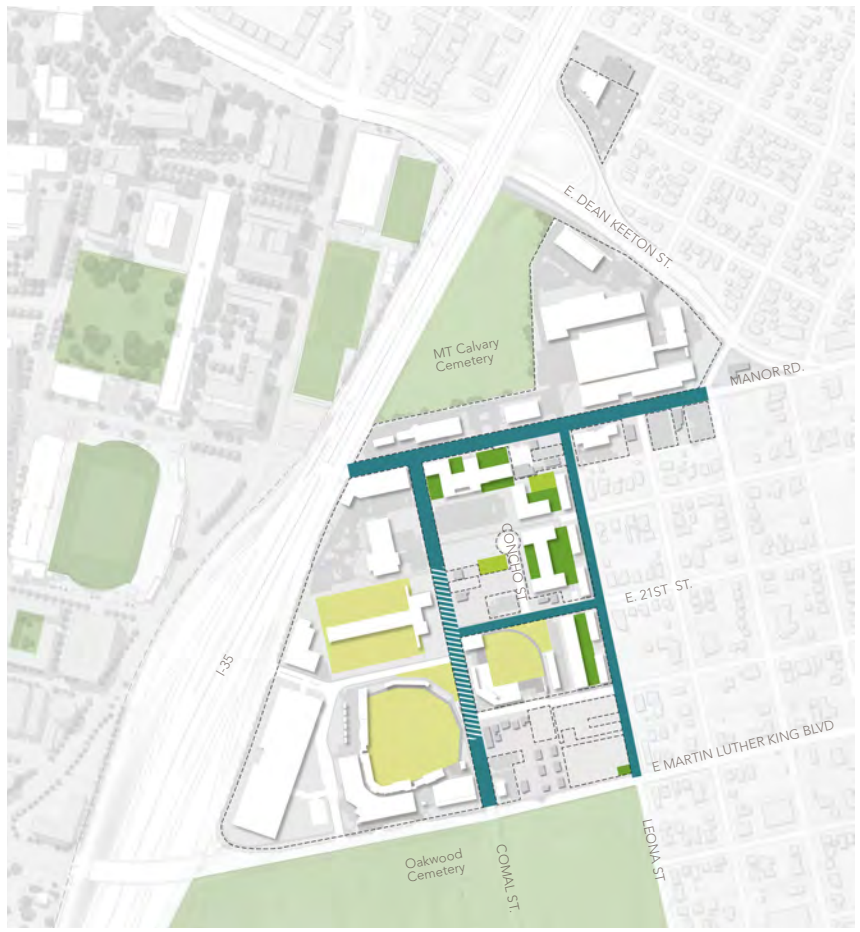 E. DEAN KEETON ST.
MT Calvary
Cemetery
MANOR RD.
CONCHO ST.
E. 21ST ST.
I-35
E MARTIN LUTHER KING BLVD
Oakwood
Cemetery
COMAL ST.
LEONA ST